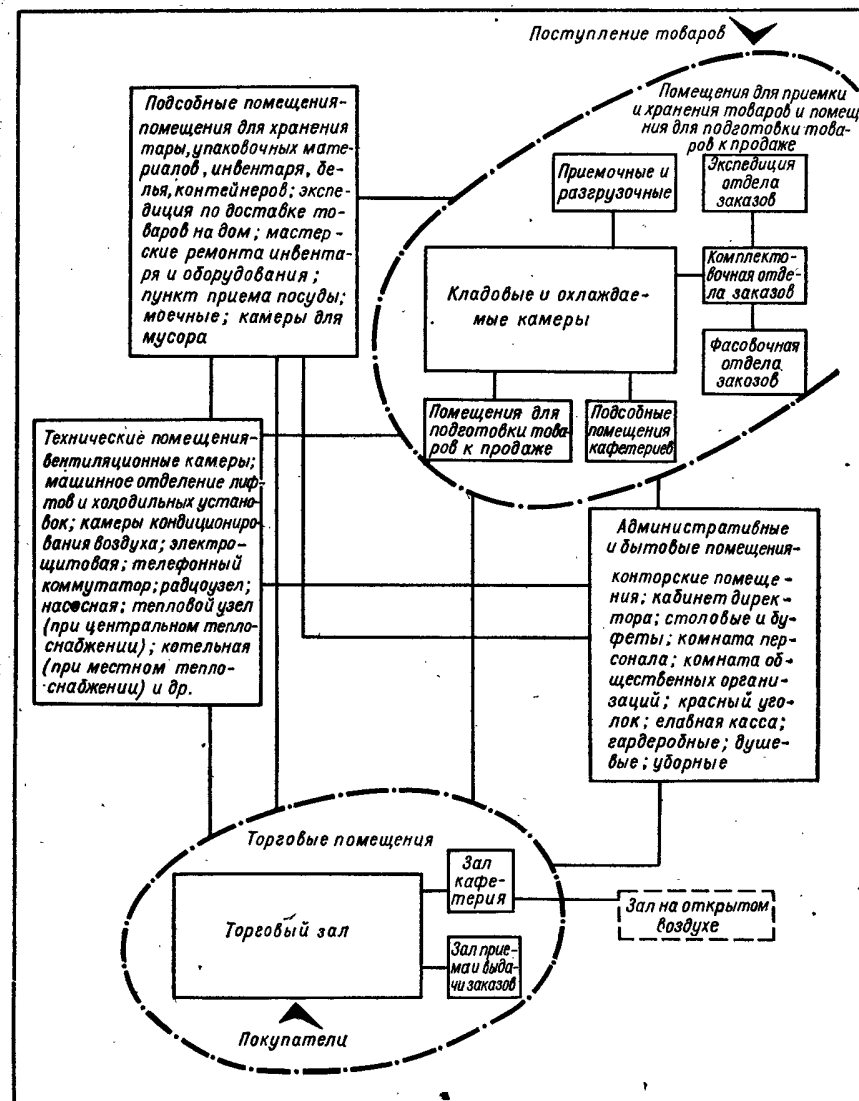 Поступление товаров
Помещения для приемки
и хранения товаров и помещ
ния для подготовки това-
ров к продаже
Подсобные помещения-
помещения для хранения
тары, упаковочных мате-
риалов, инвентаря, бе-
лья, контейнеров; экспе-
диция по доставке то-
варов на дом; мастер-
ские ремонта инвента-
ря и оборудования;
пункт приема посуды;
моечные; камеры для
мусора
Приемочные и
разгрузочные
Экспедиция
отдела
заказов
Кладовые и охлаждае-
мые камеры
Комплекто-
вочная отде-
ла заказов
Фасовочная
отдела
заказов
Помещения для
подготовки това-
ров к продаже
Подсобные
помещения
кафетериев
Технические помещения-
вентиляционные камеры;
машинное отделение лиф-
тов и холодильных устано-
вок; камеры кондициониро-
вания воздуха; электро-
щитовая; телефонный
коммутатор; радиоузел;
насосная; тепловой узел
(при центральном тепло-
снабжении); котельная
(при местном тепло-
снабжении) и др.
Административные
и бытовые помещения-
конторские помеще-
ния; кабинет дирек-
тора; столовые и бу-
феты; комната пер-
сонала; комната об-
щественных органи-
заций; красный уго-
лок; елавная касса;
гардеробные; душе-
вые; уборные
Торговые помещения
Зал
кафе-
терия
Торговый зал
Зал на открытом
воздухе
Зал прие-
ма и выда-
чи заказов
Покупатели